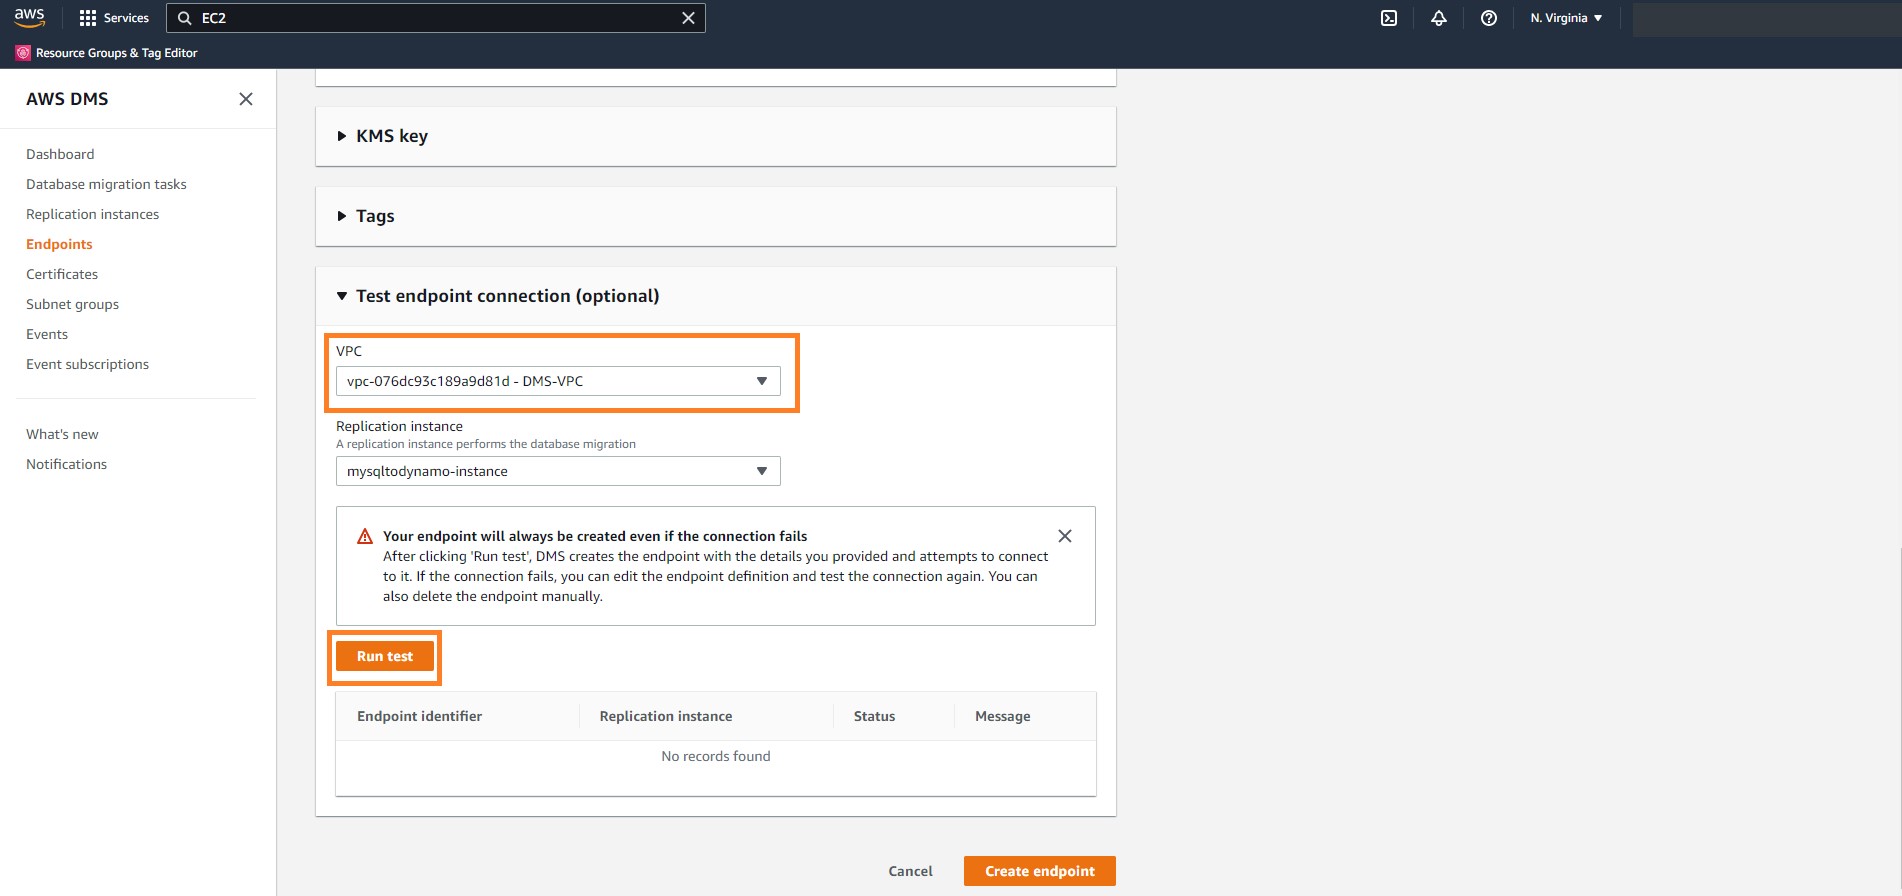 aws
Services
EC2
N. Virginia
Resource Groups & Tag Editor
AWS DMS
Dashboard
Database migration tasks
Replication instances
Endpoints
Certificates
Subnet groups
Events
Event subscriptions
What's new
Notifications
KMS key
Tags
Test endpoint connection (optional)
VPC
vpc-076dc93c189a9d81d - DMS-VPC
Replication instance
A replication instance performs the database migration
mysqltodynamo-instance
Your endpoint will always be created even if the connection fails
After clicking 'Run test', DMS creates the endpoint with the details you provided and attempts to connect
to it. If the connection fails, you can edit the endpoint definition and test the connection again. You can
also delete the endpoint manually.
Run test
Endpoint identifier Replication instance Status Message
No records found
Cancel Create endpoint